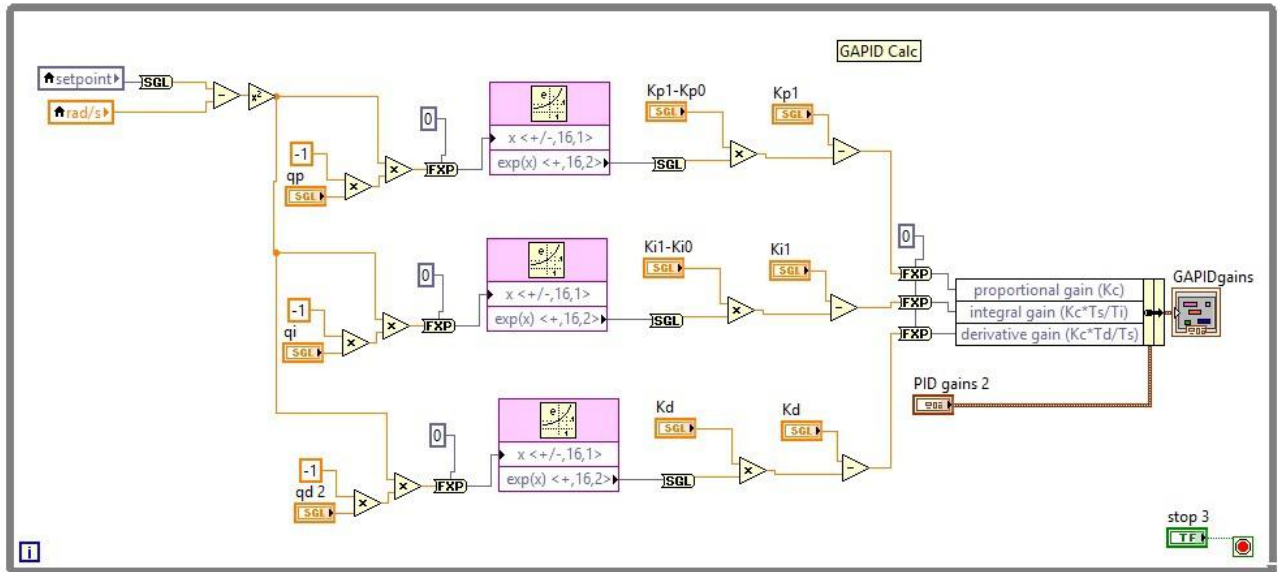 GAPID Calc
setpoint
SGL
rad/s
-
x²
-1
qp
SGL
x
x
0
FXP
e
x <+/-,16,1>
exp(x) <+,16,2>
SGL
Kp1-Kp0
SGL
x
Kp1
SGL
-
-1
qi
SGL
x
x
0
FXP
e
x <+/-,16,1>
exp(x) <+,16,2>
SGL
Ki1-Ki0
SGL
x
Ki1
SGL
-
-1
qd 2
SGL
x
x
0
FXP
e
x <+/-,16,1>
exp(x) <+,16,2>
SGL
Kd
SGL
x
Kd
SGL
-
0
FXP
FXP
FXP
proportional gain (Kc)
integral gain (Kc*Ts/Ti)
derivative gain (Kc*Td/Ts)
GAPIDgains
PID gains 2
stop 3
TF
i